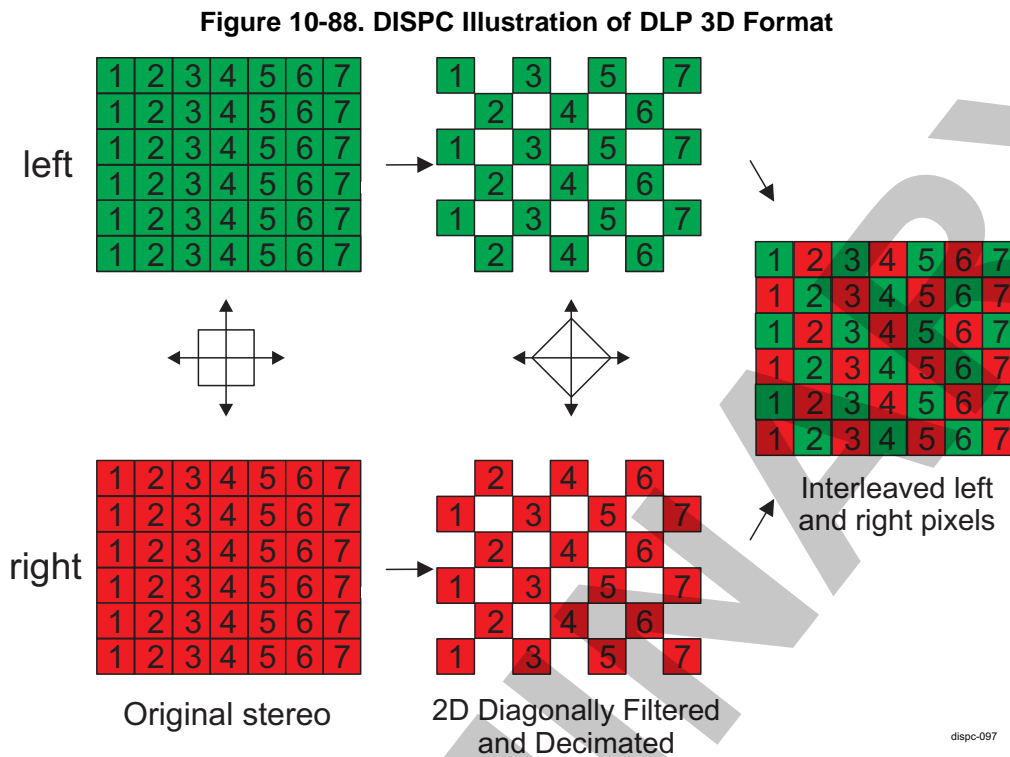 Figure 10-88. DISPC Illustration of DLP 3D Format
left
1 2 3 4 5 6 7
1 2 3 4 5 6 7
1 2 3 4 5 6 7
1 2 3 4 5 6 7
1 2 3 4 5 6 7
1 2 3 4 5 6 7
1 3 5 7
2 4 6
1 3 5 7
2 4 6
1 3 5 7
2 4 6
1 2 3 4 5 6 7
1 2 3 4 5 6 7
1 2 3 4 5 6 7
1 2 3 4 5 6 7
1 2 3 4 5 6 7
1 2 3 4 5 6 7
Interleaved left
and right pixels
right
1 2 3 4 5 6 7
1 2 3 4 5 6 7
1 2 3 4 5 6 7
1 2 3 4 5 6 7
1 2 3 4 5 6 7
1 2 3 4 5 6 7
2 4 6
1 3 5 7
2 4 6
1 3 5 7
2 4 6
1 3 5 7
Original stereo
2D Diagonally Filtered
and Decimated
dispc-097